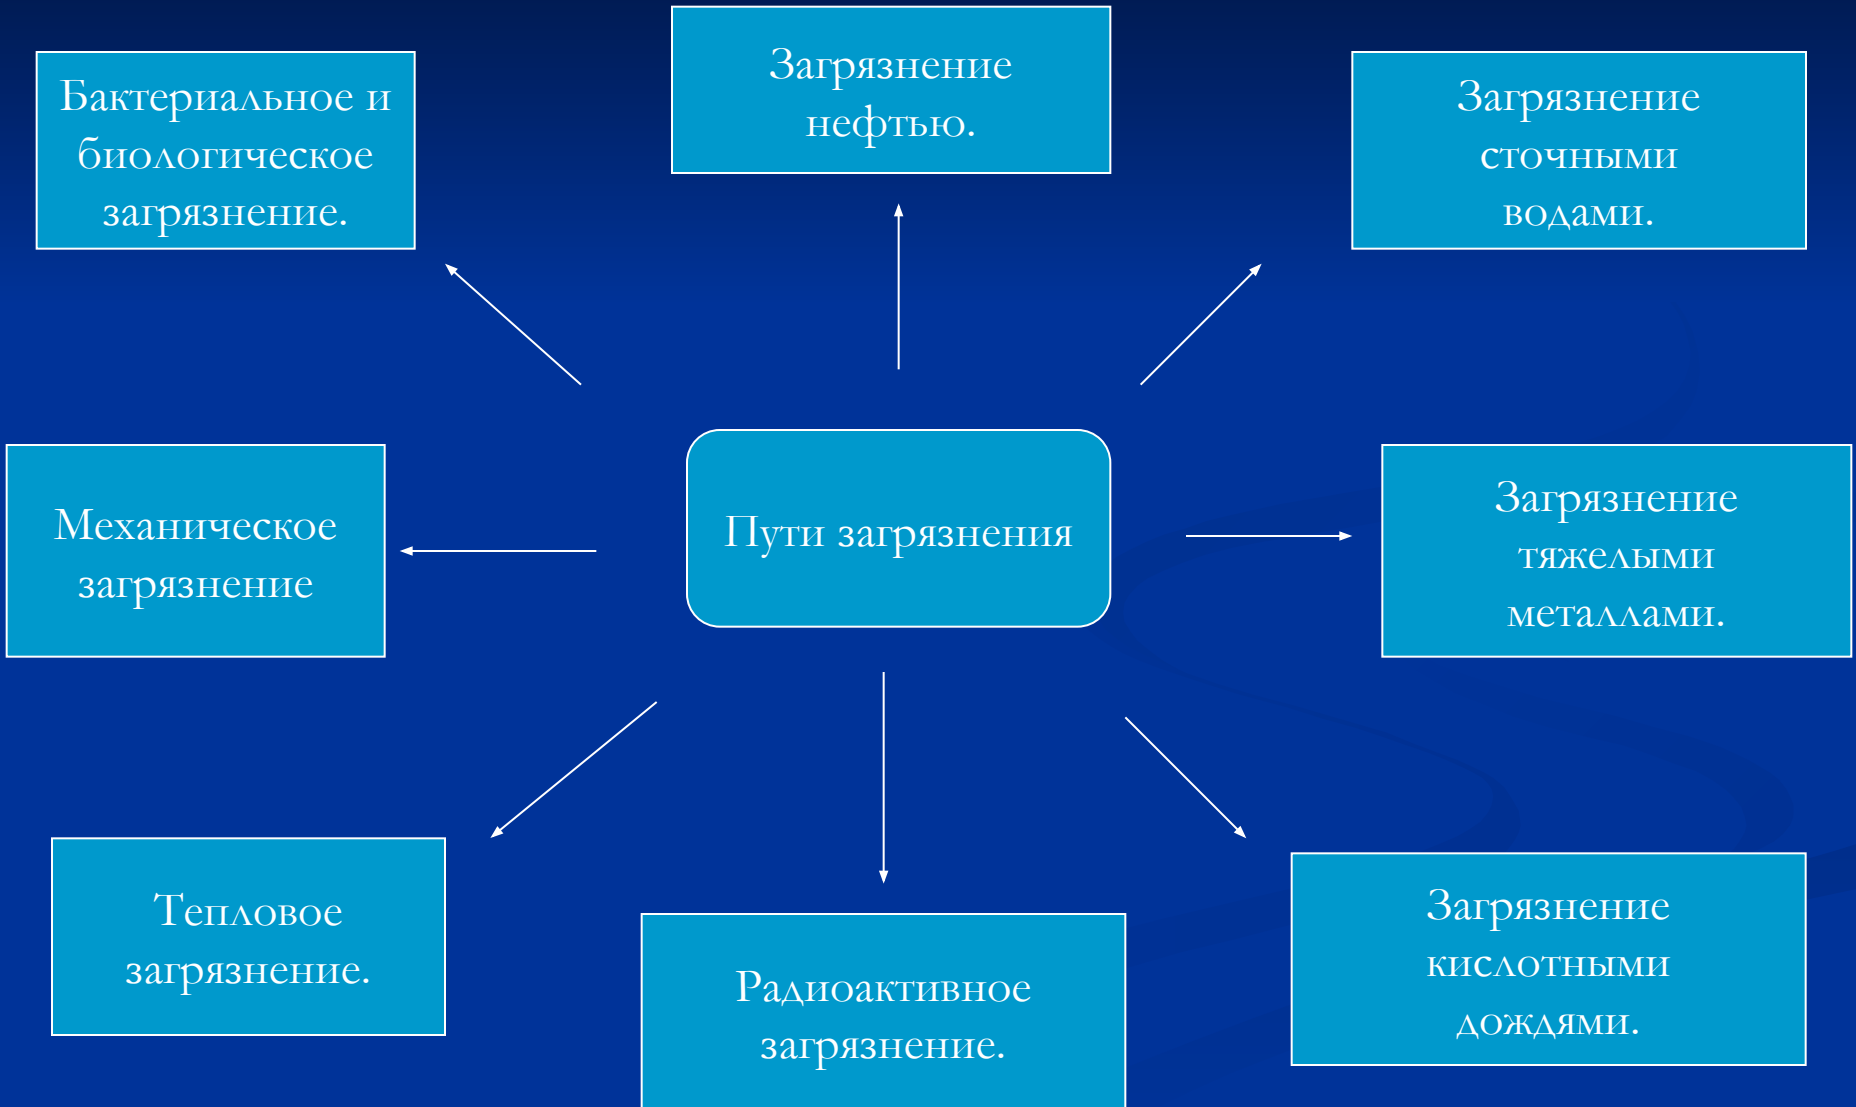 Бактериальное и
биологическое
загрязнение.
Загрязнение
нефтью.
Загрязнение
сточными
водами.
Механическое
загрязнение
Пути загрязнения
Загрязнение
тяжелыми
металлами.
Тепловое
загрязнение.
Радиоактивное
загрязнение.
Загрязнение
кислотными
дождями.